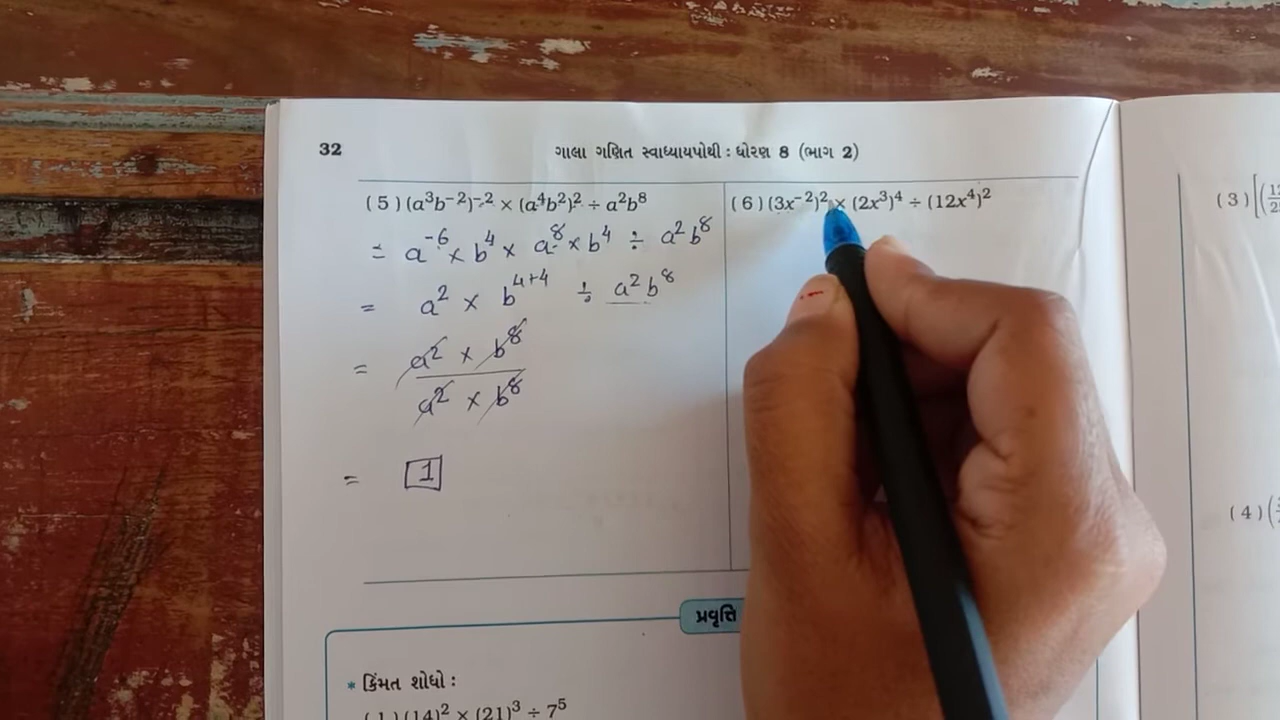 32
ગાલા ગણિત સ્વાધ્યાયપોથી : ધોરણ 8 (ભાગ 2)
(5) (a³b⁻²)⁻² × (a⁴b²)² ÷ a²b⁸
= a⁻⁶ × b⁴ × a⁸ × b⁴ ÷ a²b⁸
= a² × b⁴⁺⁴ ÷ a²b⁸
= a² × b⁸
a² × b⁸
= 1
(6) (3x⁻²)² × (2x³)⁴ ÷ (12x⁴)²
પ્રવૃત્તિ
* કિંમત શોધો :
(1) (14)² × (21)³ ÷ 7⁵
(3)
(4)